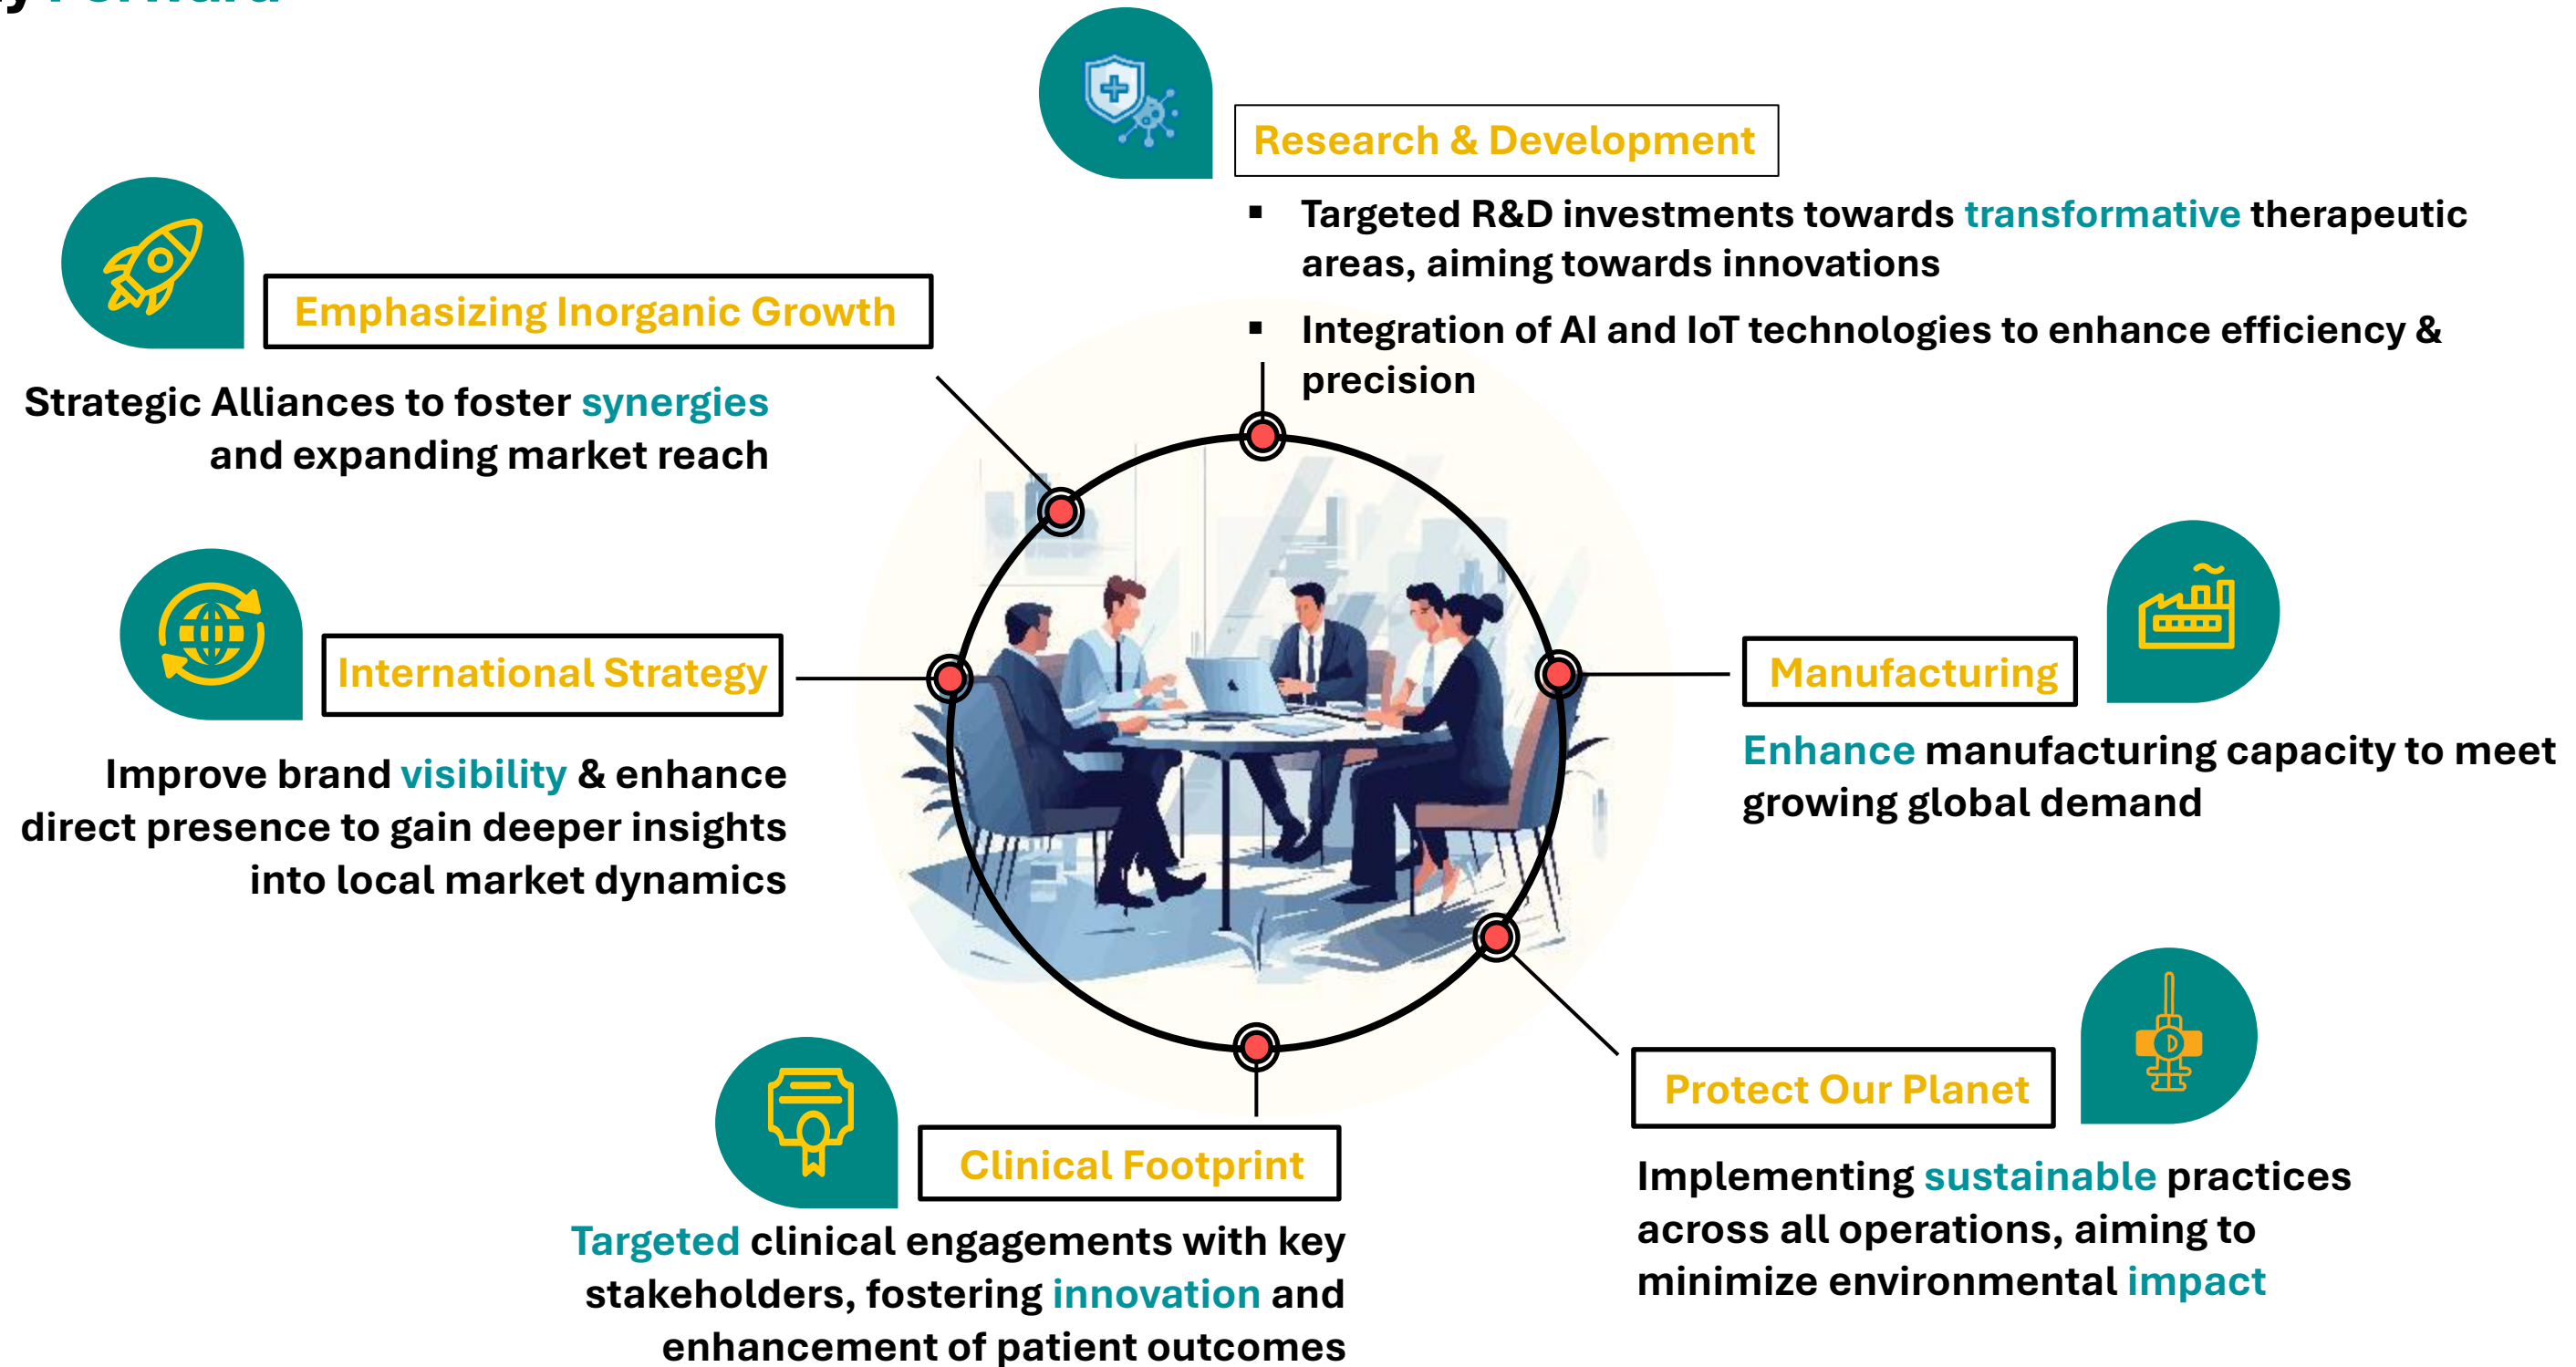 Forward
Research & Development
▪ Targeted R&D investments towards transformative therapeutic
areas, aiming towards innovations
▪ Integration of AI and IoT technologies to enhance efficiency &
precision
Emphasizing Inorganic Growth
Strategic Alliances to foster synergies
and expanding market reach
International Strategy
Improve brand visibility & enhance
direct presence to gain deeper insights
into local market dynamics
Manufacturing
Enhance manufacturing capacity to meet
growing global demand
Protect Our Planet
Implementing sustainable practices
across all operations, aiming to
minimize environmental impact
Clinical Footprint
Targeted clinical engagements with key
stakeholders, fostering innovation and
enhancement of patient outcomes